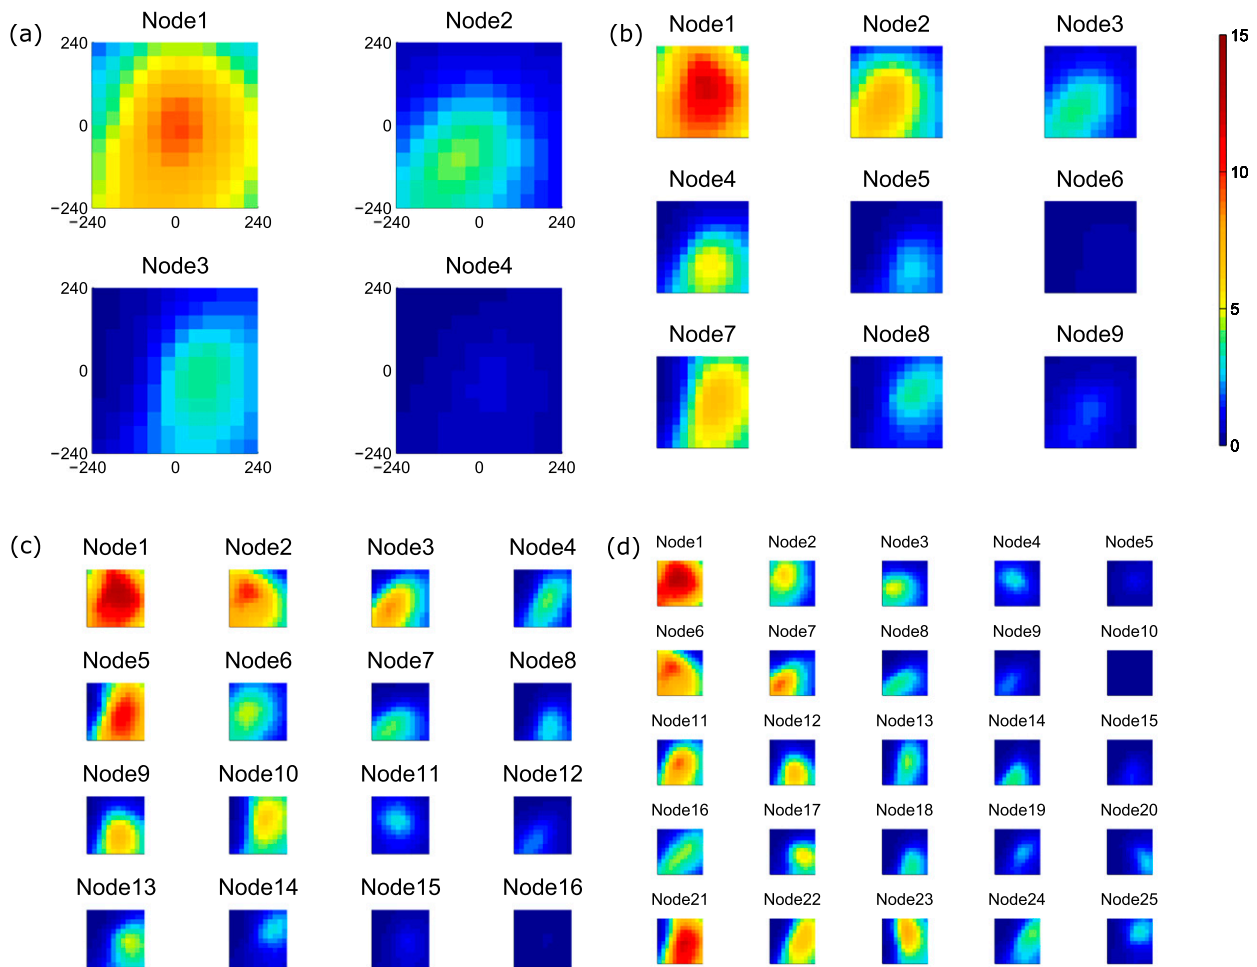 (a) Node1 Node2
240 240
0 0
−240 −240
−240 0 240 −240 0 240
Node3 Node4
240 240
0 0
−240 −240
−240 0 240 −240 0 240
(b) Node1 Node2 Node3
Node4 Node5 Node6
Node7 Node8 Node9
15
10
5
0
(c) Node1 Node2 Node3 Node4
Node5 Node6 Node7 Node8
Node9 Node10 Node11 Node12
Node13 Node14 Node15 Node16
(d) Node1 Node2 Node3 Node4 Node5
Node6 Node7 Node8 Node9 Node10
Node11 Node12 Node13 Node14 Node15
Node16 Node17 Node18 Node19 Node20
Node21 Node22 Node23 Node24 Node25